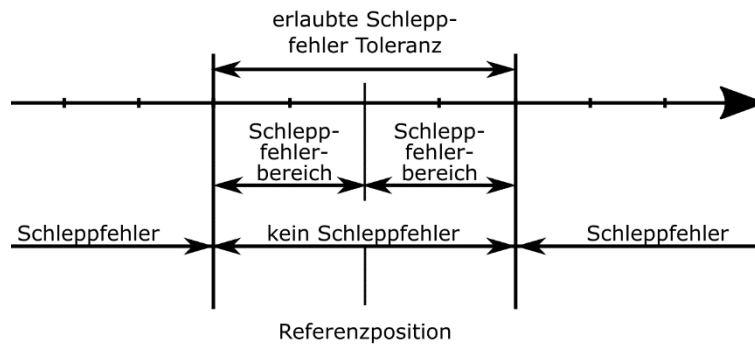 erlaubte Schlepp-
fehler Toleranz
Schlepp-
fehler-
bereich
Schlepp-
fehler-
bereich
Schleppfehler
kein Schleppfehler
Schleppfehler
Referenzposition